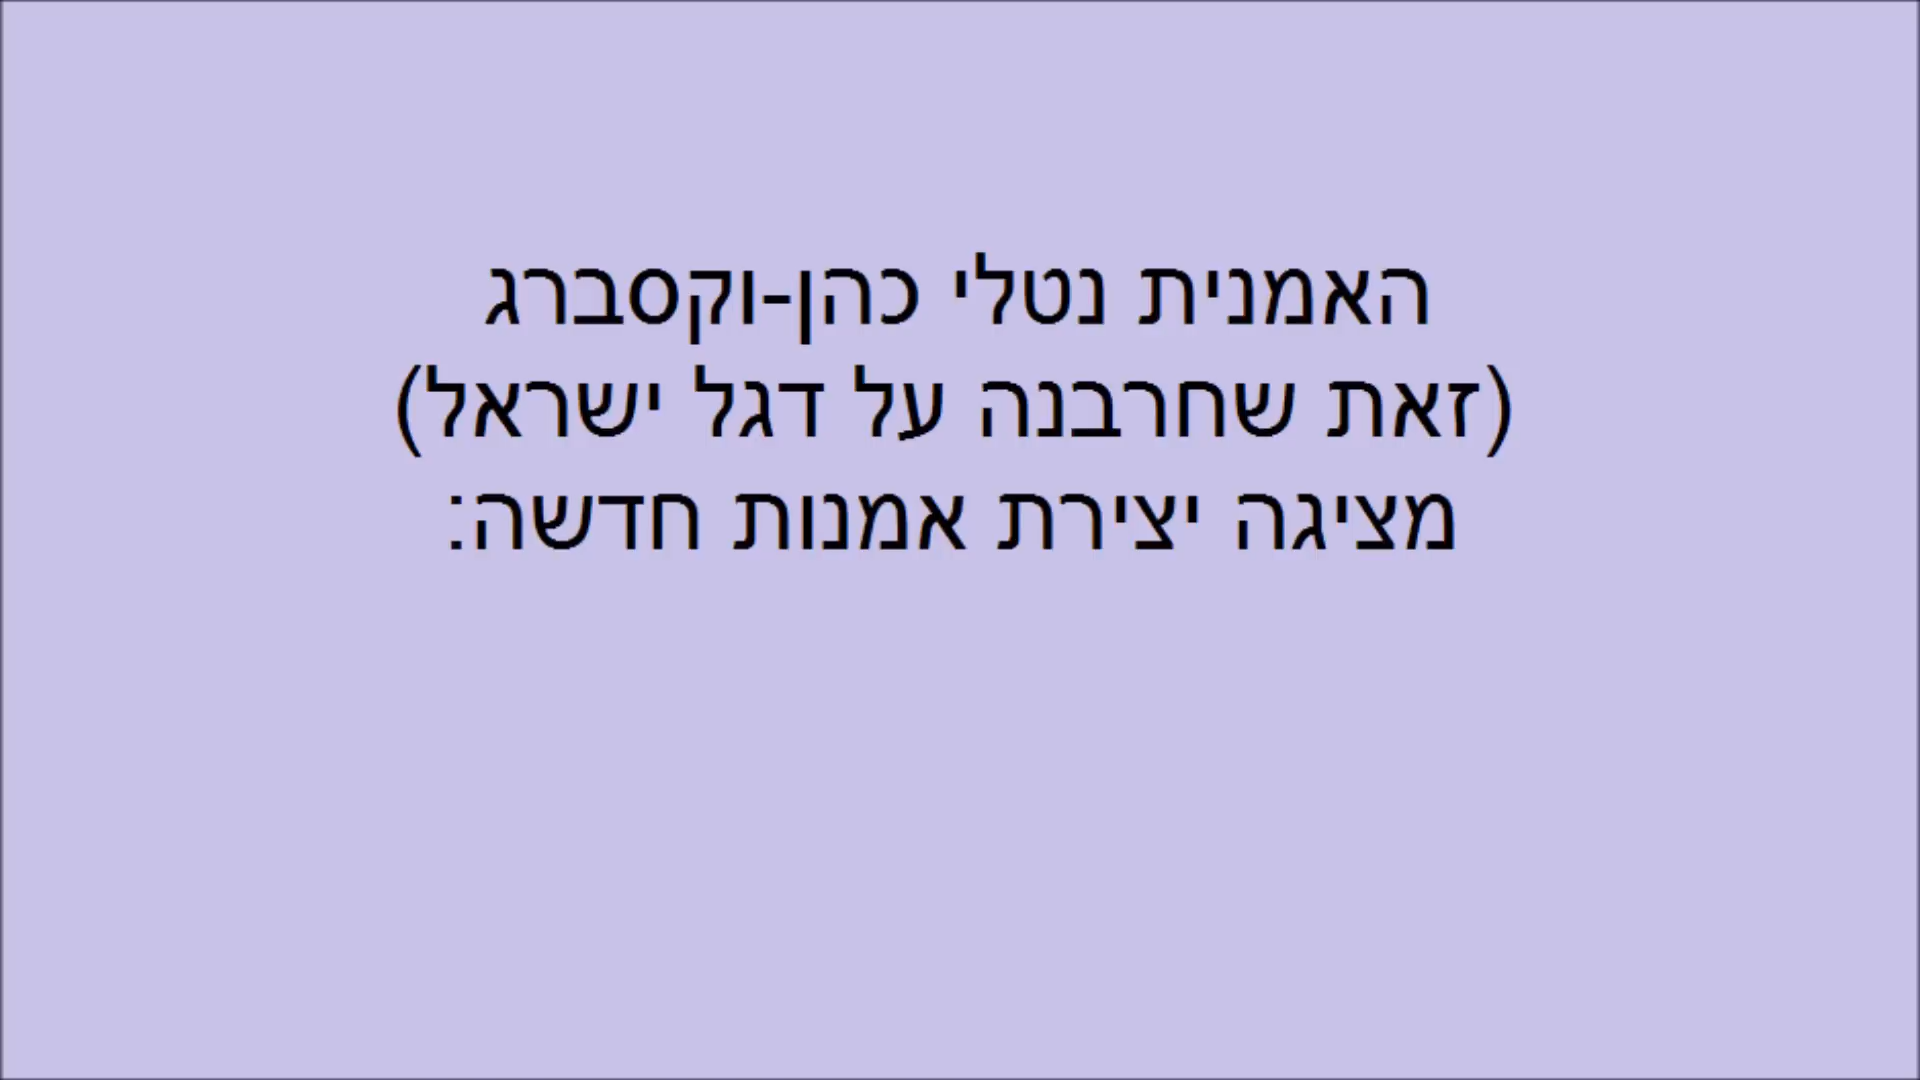 האמנית נטלי כהן-וקסברג
(זאת שחרבנה על דגל ישראל)
מציגה יצירת אמנות חדשה: